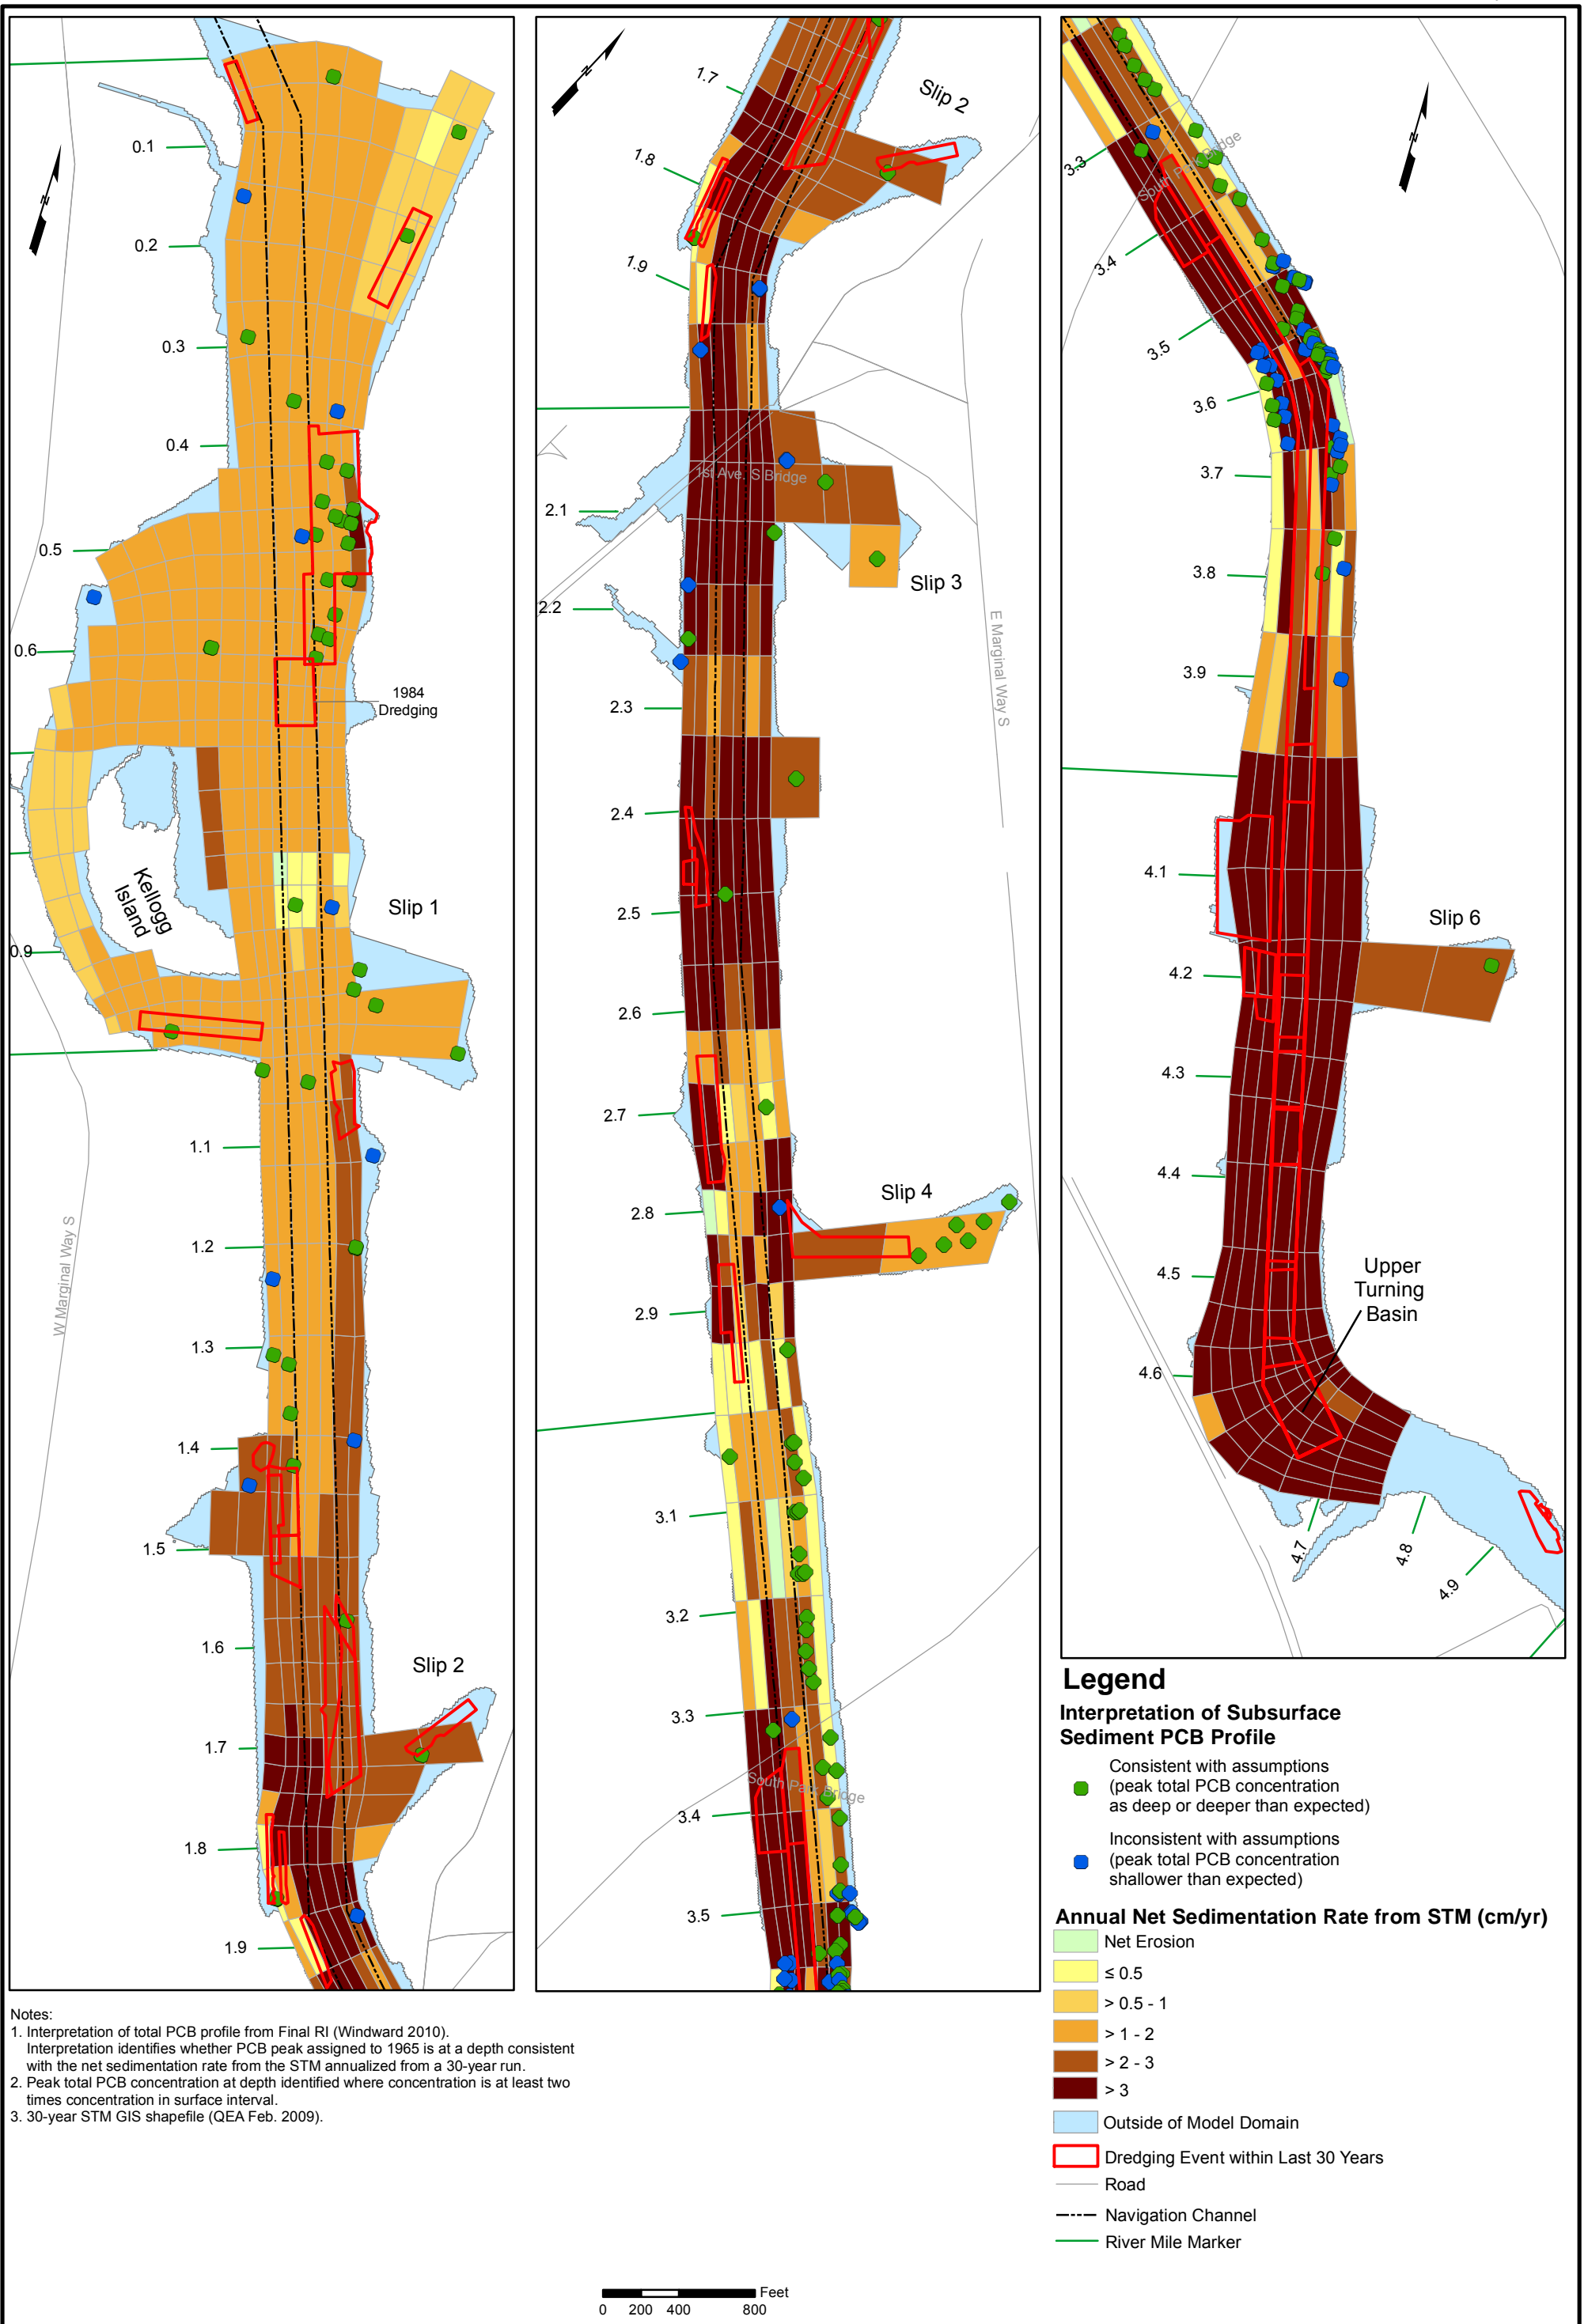 0.1
0.2
0.3
0.4
0.5
0.6
1984
Dredging
Kellogg
Island
Slip 1
0.9
1.1
W Marginal Way S
1.2
1.3
1.4
1.5
1.6
Slip 2
1.7
1.8
1.9
N
1.7
Slip 2
1.8
1.9
N
1st Ave. S Bridge
2.1
Slip 3
2.2
E Marginal Way S
2.3
2.4
2.5
2.6
2.7
Slip 4
2.8
2.9
3.1
3.2
3.3
South Park Bridge
3.4
3.5
N
South Park Bridge
3.3
3.4
3.5
3.6
3.7
3.8
3.9
4.1
Slip 6
4.2
4.3
4.4
4.5
Upper
Turning
Basin
4.6
4.7
4.8
4.9
Legend
Interpretation of Subsurface
Sediment PCB Profile
Consistent with assumptions
(peak total PCB concentration
as deep or deeper than expected)
Inconsistent with assumptions
(peak total PCB concentration
shallower than expected)
Annual Net Sedimentation Rate from STM (cm/yr)
Net Erosion
≤ 0.5
> 0.5 - 1
> 1 - 2
> 2 - 3
> 3
Outside of Model Domain
Dredging Event within Last 30 Years
Road
Navigation Channel
River Mile Marker
Notes:
1. Interpretation of total PCB profile from Final RI (Windward 2010).
Interpretation identifies whether PCB peak assigned to 1965 is at a depth consistent
with the net sedimentation rate from the STM annualized from a 30-year run.
2. Peak total PCB concentration at depth identified where concentration is at least two
times concentration in surface interval.
3. 30-year STM GIS shapefile (QEA Feb. 2009).
Feet
0 200 400 800